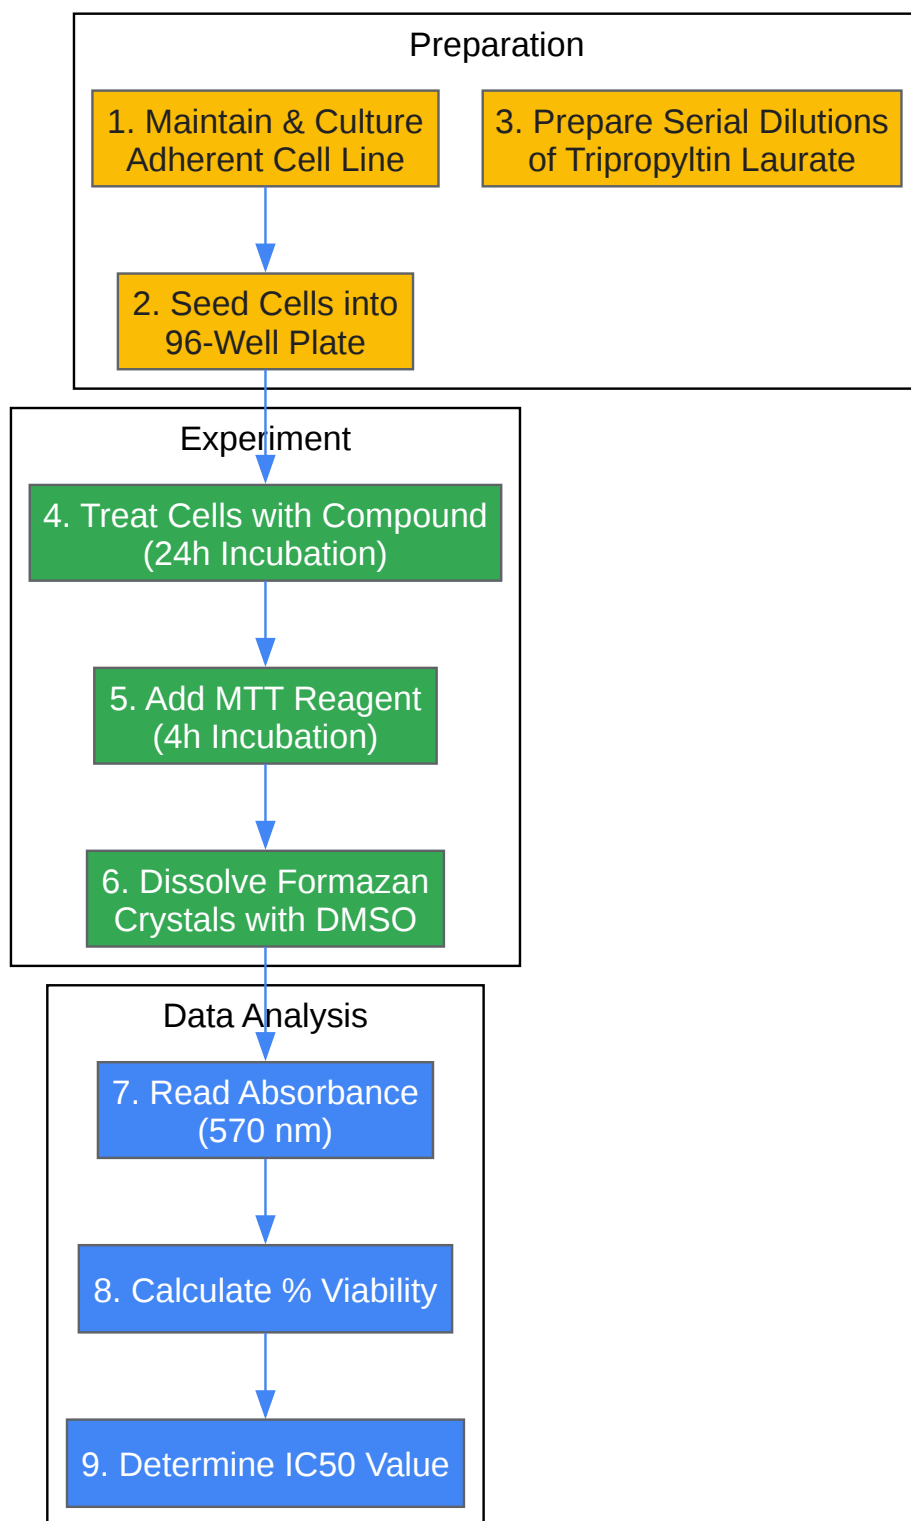 Preparation
1. Maintain & Culture
Adherent Cell Line
3. Prepare Serial Dilutions
of Tripropyltin Laurate
2. Seed Cells into
96-Well Plate
Experiment
4. Treat Cells with Compound
(24h Incubation)
5. Add MTT Reagent
(4h Incubation)
6. Dissolve Formazan
Crystals with DMSO
Data Analysis
7. Read Absorbance
(570 nm)
8. Calculate % Viability
9. Determine IC50 Value